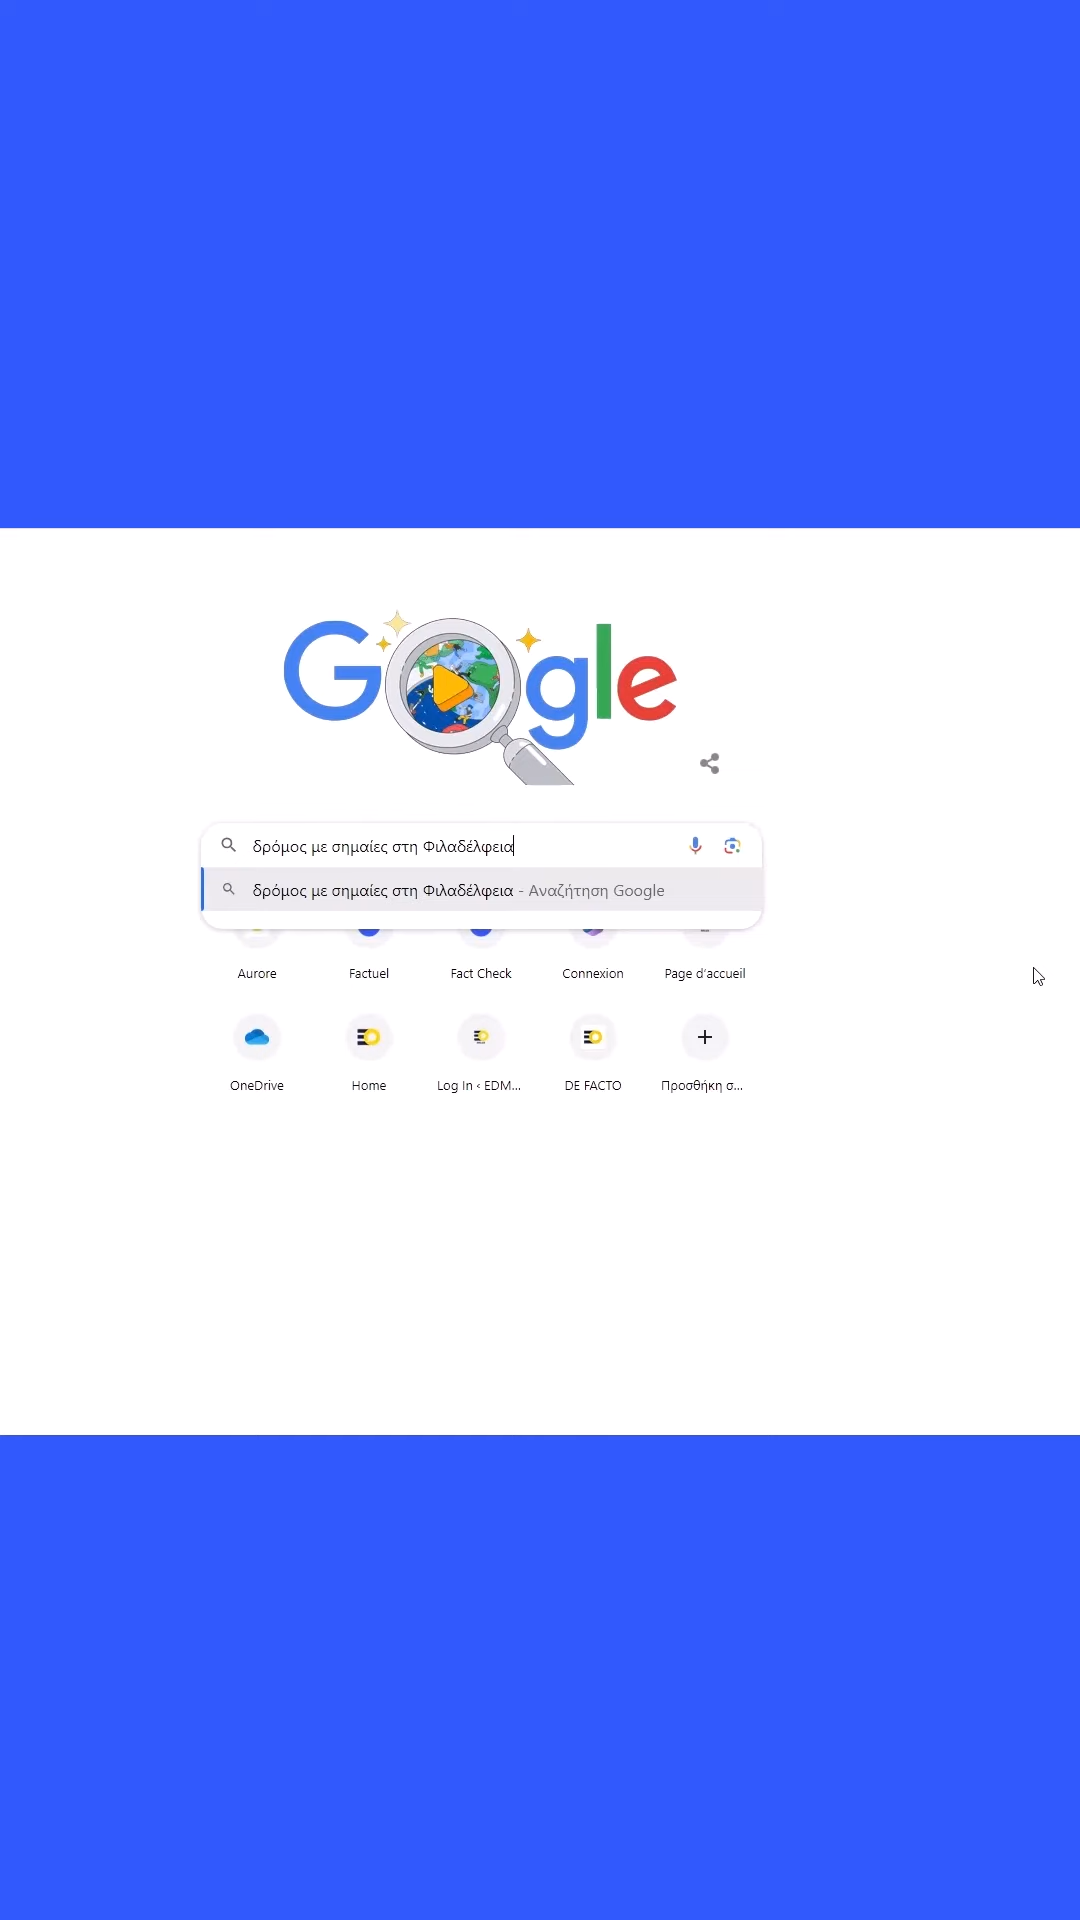 Google
δρόμος με σημαίες στη Φιλαδέλφεια
δρόμος με σημαίες στη Φιλαδέλφεια - Αναζήτηση Google
Aurore
Factuel
Fact Check
Connexion
Page d'accueil
OneDrive
Home
Log In ‹ EDM...
DE FACTO
Προσθήκη σ...